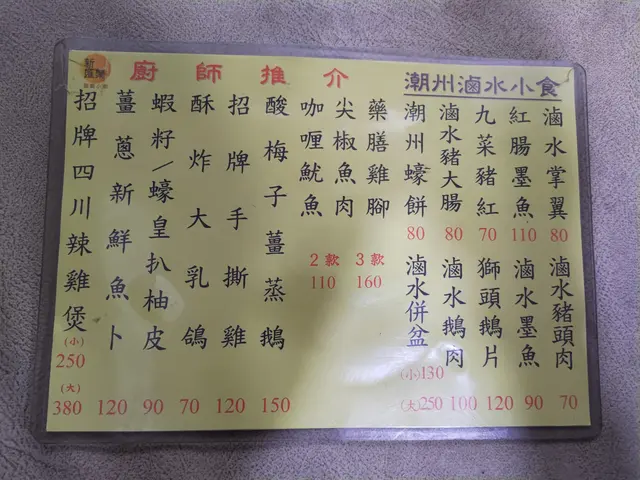 廚師推介
招牌四川辣雞煲
(小)
250
(大)
380
薑蔥新鮮魚卜
120
蝦籽/蠔皇扒柚皮
90
酥炸大乳鴿
70
招牌手撕雞
120
酸梅子薑蒸鵝
150
咖喱魷魚
尖椒魚肉
藥膳雞腳
2款 3款
110 160
潮州滷水小食
潮州蠔餅
80
滷水豬大腸
80
九菜豬紅
70
紅腸墨魚
110
滷水掌翼
80
滷水併盆
(小)130
(大)250
滷水鵝肉
100
獅頭鵝片
120
滷水墨魚
90
滷水豬頭肉
70